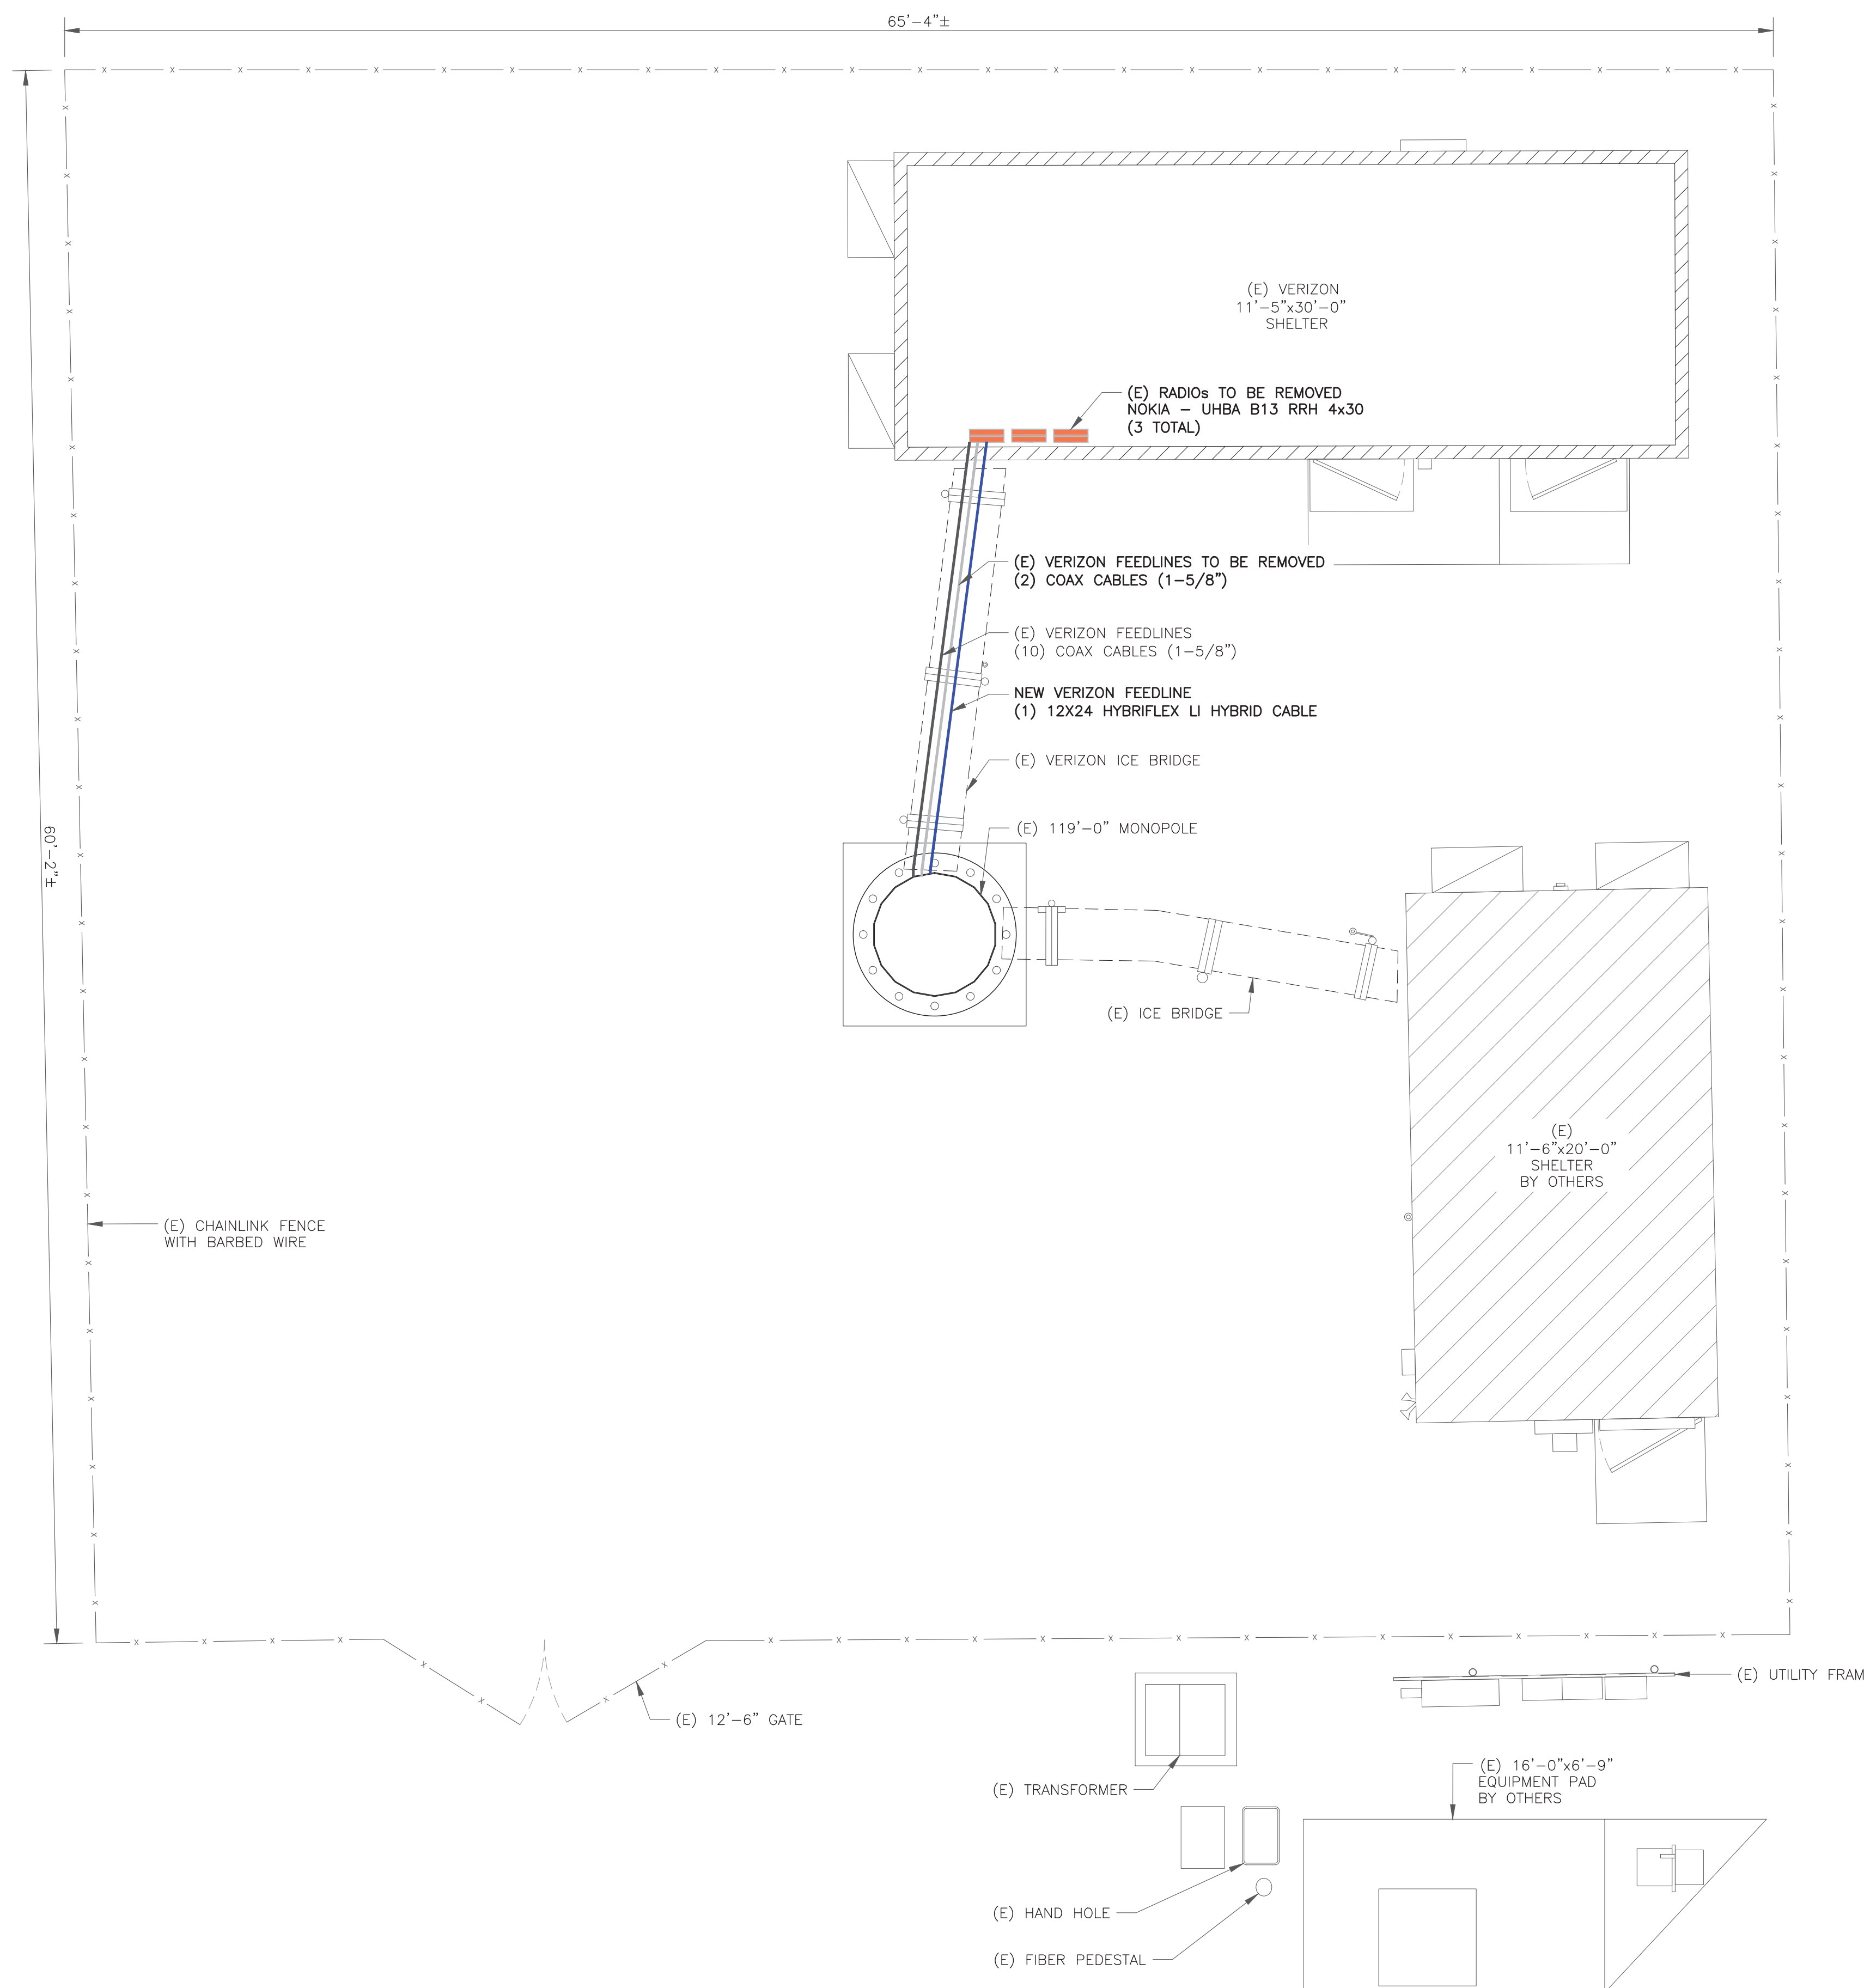 65'-4"±
(E) VERIZON
11'-5"x30'-0"
SHELTER
(E) RADIOs TO BE REMOVED
NOKIA - UHBA B13 RRH 4x30
(3 TOTAL)
(E) VERIZON FEEDLINES TO BE REMOVED
(2) COAX CABLES (1-5/8")
(E) VERIZON FEEDLINES
(10) COAX CABLES (1-5/8")
NEW VERIZON FEEDLINE
(1) 12X24 HYBRIFLEX LI HYBRID CABLE
(E) VERIZON ICE BRIDGE
(E) 119'-0" MONOPOLE
60'-2"±
(E) ICE BRIDGE
(E)
11'-6"x20'-0"
SHELTER
BY OTHERS
(E) CHAINLINK FENCE
WITH BARBED WIRE
(E) UTILITY FRAM
(E) 12'-6" GATE
(E) 16'-0"x6'-9"
EQUIPMENT PAD
BY OTHERS
(E) TRANSFORMER
(E) HAND HOLE
(E) FIBER PEDESTAL